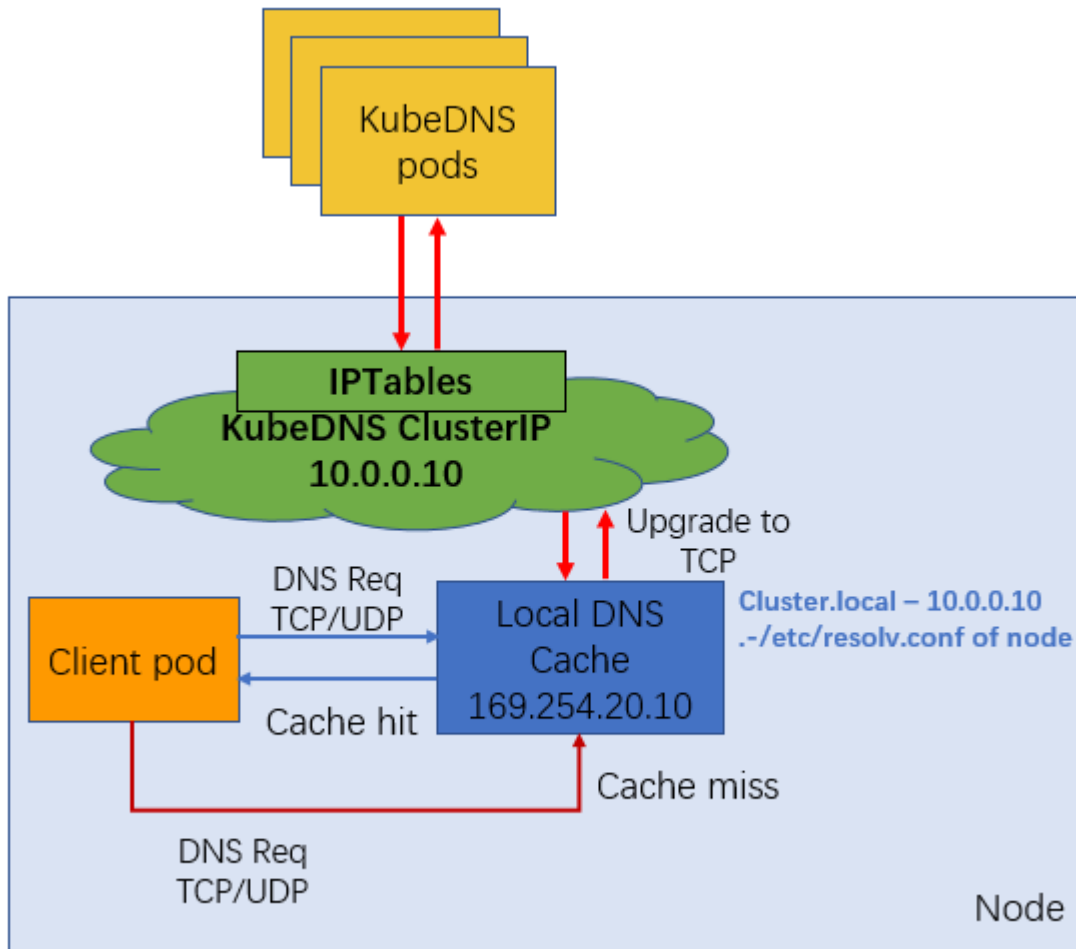 KubeDNS
pods
IPTables
KubeDNS ClusterIP
10.0.0.10
Upgrade to
TCP
DNS Req
TCP/UDP
Local DNS
Cache
169.254.20.10
Cluster.local – 10.0.0.10
.-/etc/resolv.conf of node
Client pod
Cache hit
Cache miss
DNS Req
TCP/UDP
Node